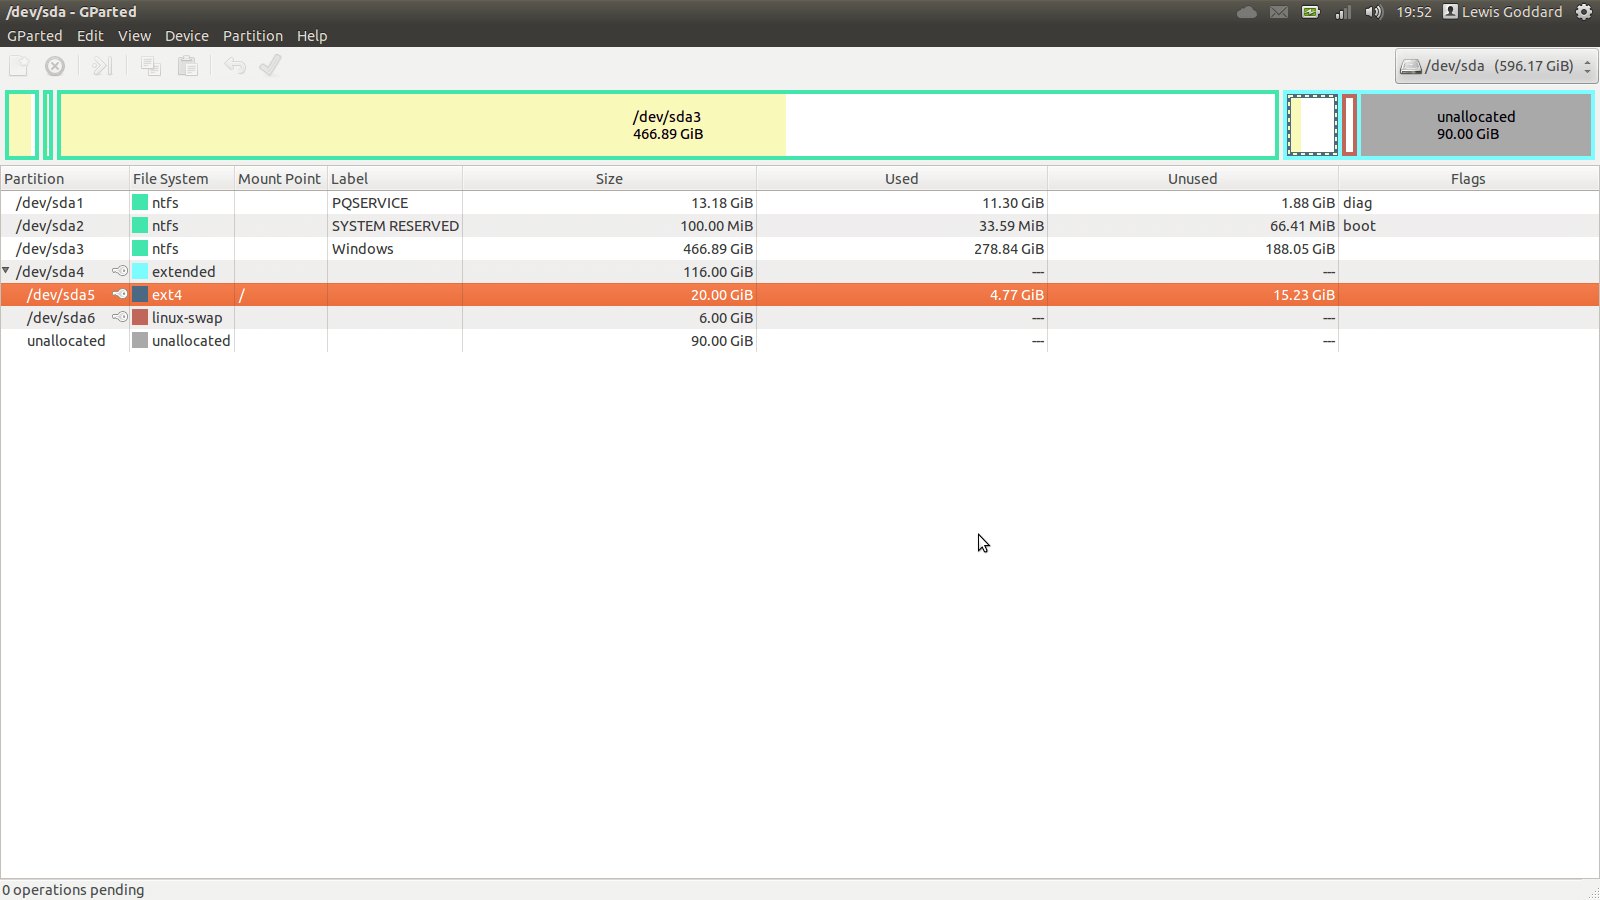 /dev/sda - GParted
19:52 Lewis Goddard
GParted Edit View Device Partition Help
/dev/sda (596.17 GiB)
/dev/sda3
466.89 GiB
unallocated
90.00 GiB
Partition File System Mount Point Label Size Used Unused Flags
/dev/sda1 ntfs PQSERVICE 13.18 GiB 11.30 GiB 1.88 GiB diag
/dev/sda2 ntfs SYSTEM RESERVED 100.00 MiB 33.59 MiB 66.41 MiB boot
/dev/sda3 ntfs Windows 466.89 GiB 278.84 GiB 188.05 GiB
/dev/sda4 extended 116.00 GiB --- ---
/dev/sda5 ext4 / 20.00 GiB 4.77 GiB 15.23 GiB
/dev/sda6 linux-swap 6.00 GiB --- ---
unallocated unallocated 90.00 GiB --- ---
0 operations pending